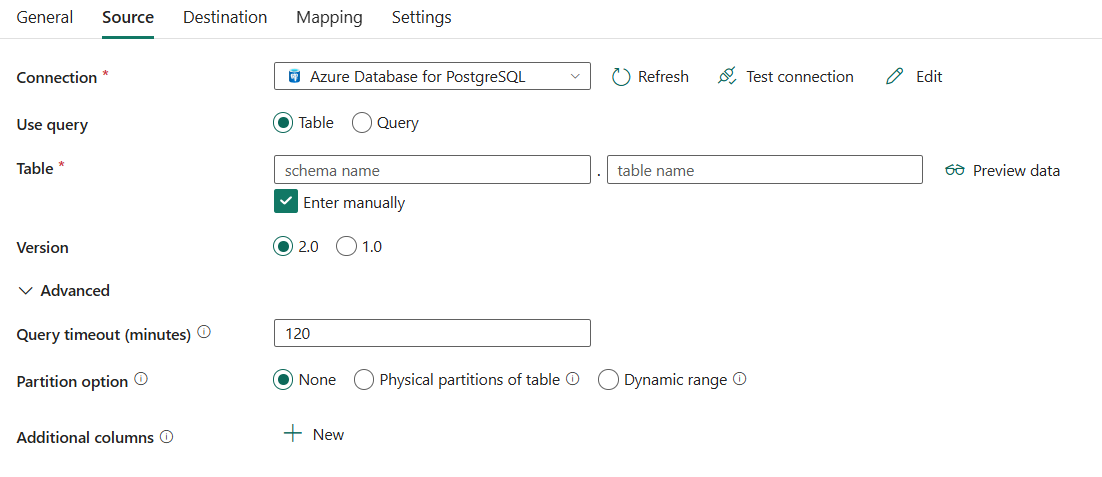 General Source Destination Mapping Settings
Connection * Azure Database for PostgreSQL Refresh Test connection Edit
Use query Table Query
Table * schema name . table name Preview data
Enter manually
Version 2.0 1.0
Advanced
Query timeout (minutes) 120
Partition option None Physical partitions of table Dynamic range
Additional columns New